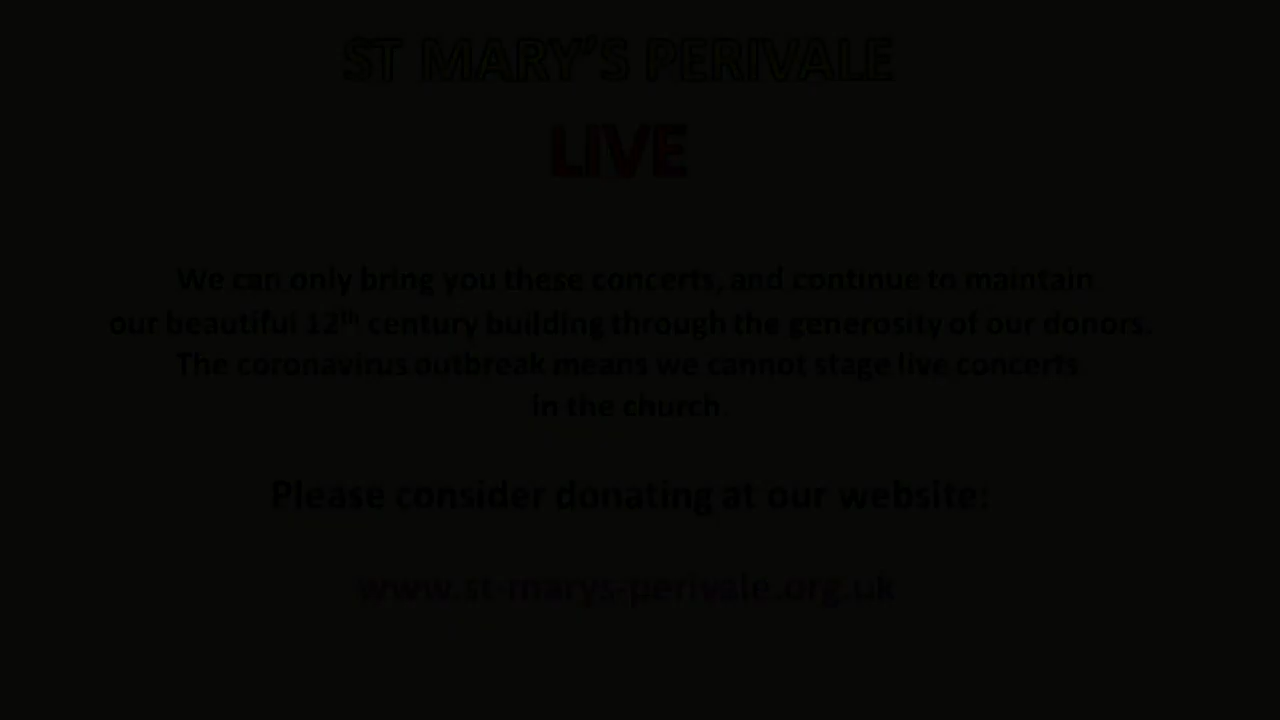 ST MARY'S PERIVALE
LIVE
We can only bring you these concerts, and continue to maintain
our beautiful 12th century building through the generosity of our donors.
The coronavirus outbreak means we cannot stage live concerts
in the church.
Please consider donating at our website:
www.st-marys-perivale.org.uk